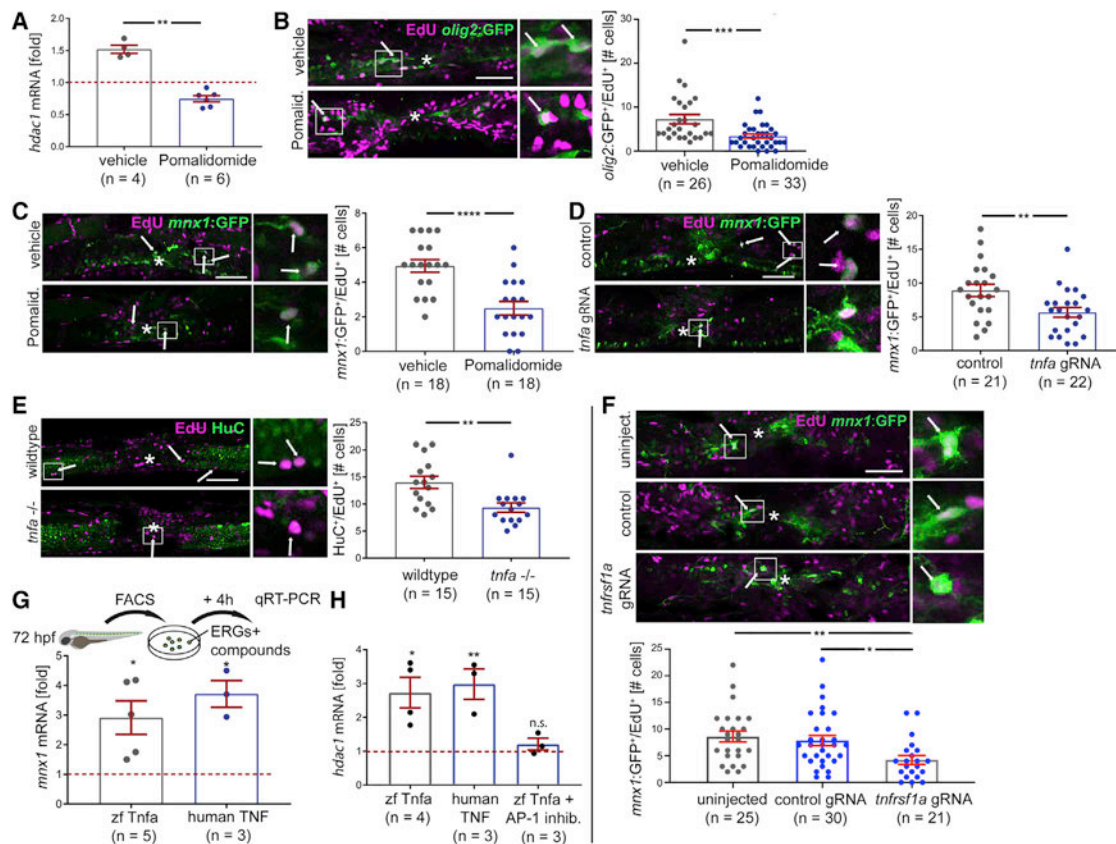 A
**
hdac1 mRNA [fold]
2.0
1.5
1.0
0.5
0.0
vehicle
(n = 4)
Pomalidomide
(n = 6)
B
EdU olig2:GFP
vehicle
Pomalid.
*
*
***
olig2:GFP⁺/EdU⁺ [# cells]
30
20
10
0
vehicle
(n = 26)
Pomalidomide
(n = 33)
C
EdU mnx1:GFP
vehicle
Pomalid.
*
*
****
mnx1:GFP⁺/EdU⁺ [# cells]
10
8
6
4
2
0
vehicle
(n = 18)
Pomalidomide
(n = 18)
D
EdU mnx1:GFP
control
tnfa gRNA
*
*
**
mnx1:GFP⁺/EdU⁺ [# cells]
20
15
10
5
0
control
(n = 21)
tnfa gRNA
(n = 22)
E
EdU HuC
wildtype
tnfa -/-
*
*
**
HuC⁺/EdU⁺ [# cells]
25
20
15
10
5
0
wildtype
(n = 15)
tnfa -/-
(n = 15)
F
EdU mnx1:GFP
uninject.
control
tnfrsf1a
gRNA
*
*
*
**
*
mnx1:GFP⁺/EdU⁺ [# cells]
25
20
15
10
5
0
uninjected
(n = 25)
control gRNA
(n = 30)
tnfrsf1a gRNA
(n = 21)
G
FACS
+ 4h
qRT-PCR
72 hpf
ERGs+
compounds
mnx1 mRNA [fold]
5
4
3
2
1
0
*
*
zf Tnfa
(n = 5)
human TNF
(n = 3)
H
hdac1 mRNA [fold]
4
3
2
1
0
*
**
n.s.
zf Tnfa
(n = 4)
human
TNF
(n = 3)
zf Tnfa +
AP-1 inhib.
(n = 3)